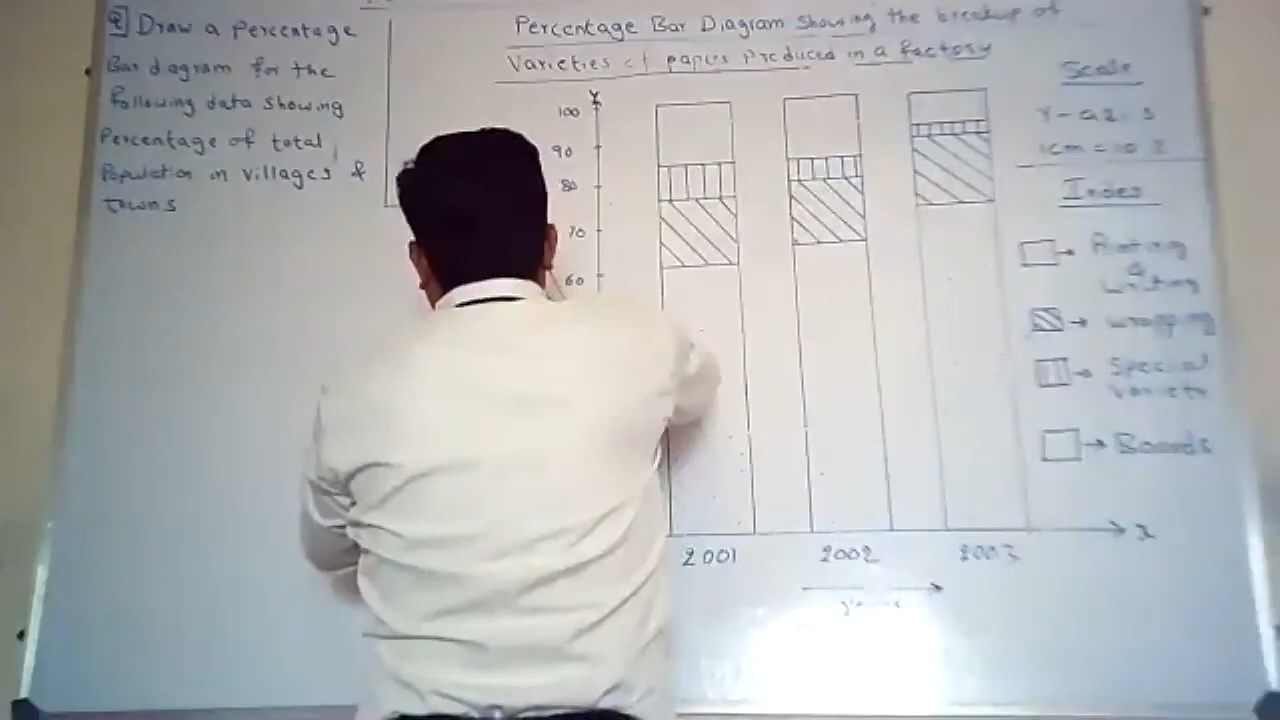 Q] Draw a Percentage
Bar dagram for the
following data showing
Percentage of total
Population in villages &
towns
Percentage Bar Diagram showing the breakup of
Varieties of papers Produced in a factory
Scale
1cm = 10
Index
Printing
&
Writing
Wrapping
Special
Variety
Boards
Y
100
90
80
70
60
2001
2002
2003
x